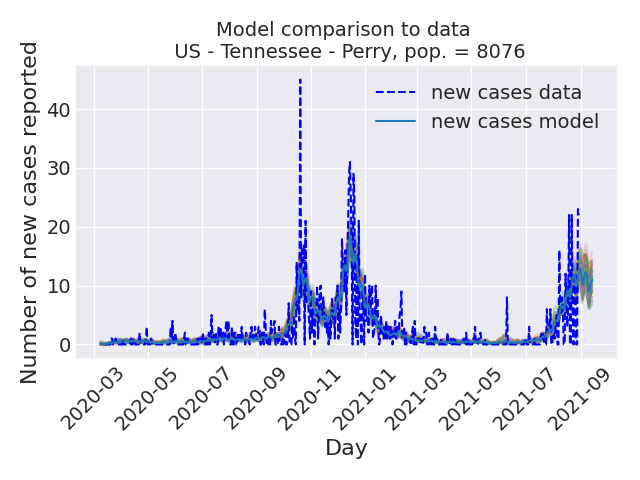 Model comparison to data
US - Tennessee - Perry, pop. = 8076
Number of new cases reported
40
30
20
10
0
new cases data
new cases model
2020-03
2020-05
2020-07
2020-09
2020-11
2021-01
2021-03
2021-05
2021-07
2021-09
Day